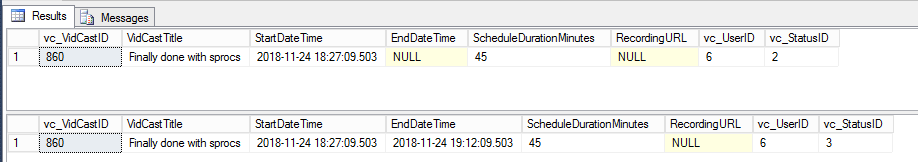 Results Messages
vc_VidCastID VidCastTitle StartDateTime EndDateTime ScheduleDurationMinutes RecordingURL vc_UserID vc_StatusID
1 860 Finally done with sprocs 2018-11-24 18:27:09.503 NULL 45 NULL 6 2
vc_VidCastID VidCastTitle StartDateTime EndDateTime ScheduleDurationMinutes RecordingURL vc_UserID vc_StatusID
1 860 Finally done with sprocs 2018-11-24 18:27:09.503 2018-11-24 19:12:09.503 45 NULL 6 3